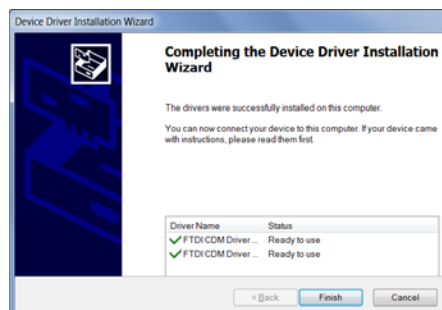 Device Driver Installation Wizard
Completing the Device Driver Installation
Wizard
The drivers were successfully installed on this computer.
You can now connect your device to this computer. If your device came
with instructions, please read them first.
Driver Name Status
FTDI CDM Driver ... Ready to use
FTDI CDM Driver ... Ready to use
< Back Finish Cancel